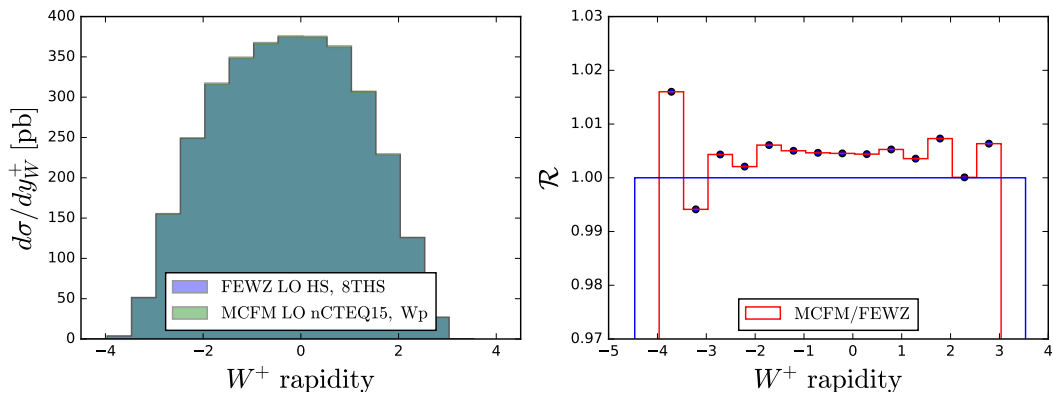 400
350
300
250
200
150
100
50
0
dσ/dy_W^+ [pb]
FEWZ LO HS, 8THS
MCFM LO nCTEQ15, Wp
−4 −2 0 2 4
W^+ rapidity
1.03
1.02
1.01
1.00
0.99
0.98
0.97
R
MCFM/FEWZ
−5 −4 −3 −2 −1 0 1 2 3 4
W^+ rapidity